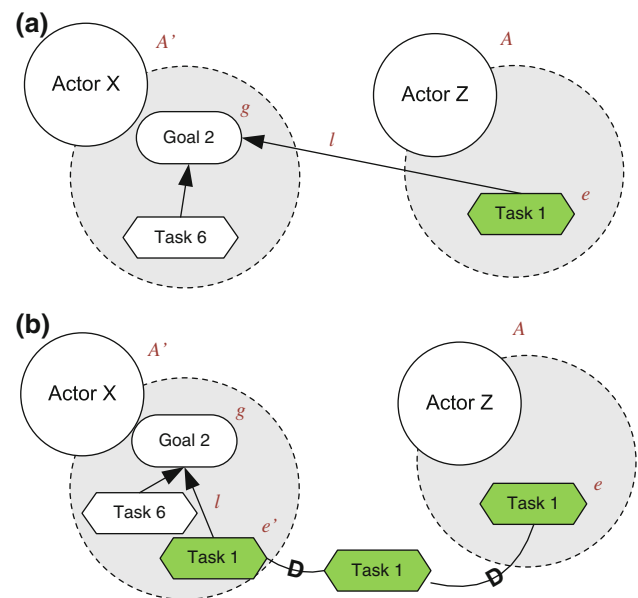 (a)
A'
A
Actor X
Actor Z
g
Goal 2
l
e
Task 1
Task 6
(b)
A'
A
Actor X
Actor Z
g
Goal 2
e
Task 1
l
Task 6
e'
Task 1
D
Task 1
D